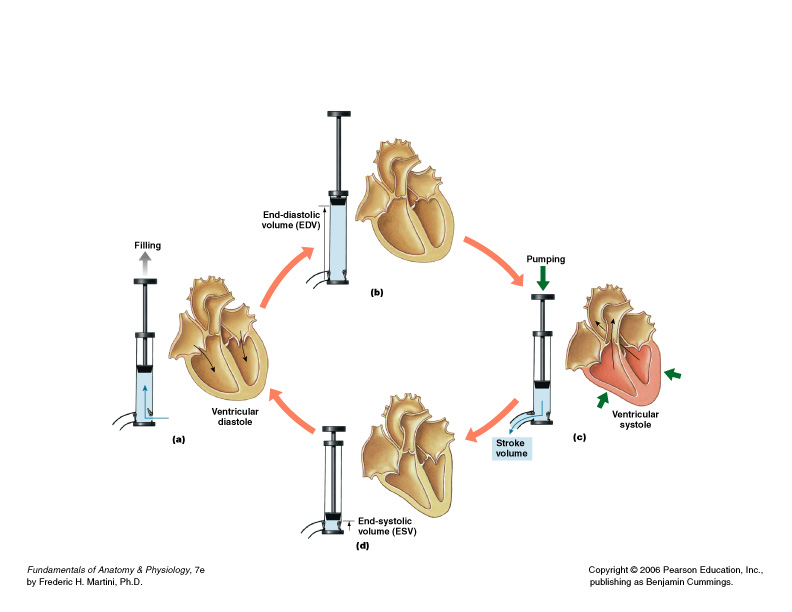 End-diastolic
volume (EDV)
(b)
Filling
Ventricular
diastole
(a)
Pumping
Ventricular
systole
Stroke
volume
(c)
End-systolic
volume (ESV)
(d)
Fundamentals of Anatomy & Physiology, 7e
by Frederic H. Martini, Ph.D.
Copyright © 2006 Pearson Education, Inc.,
publishing as Benjamin Cummings.